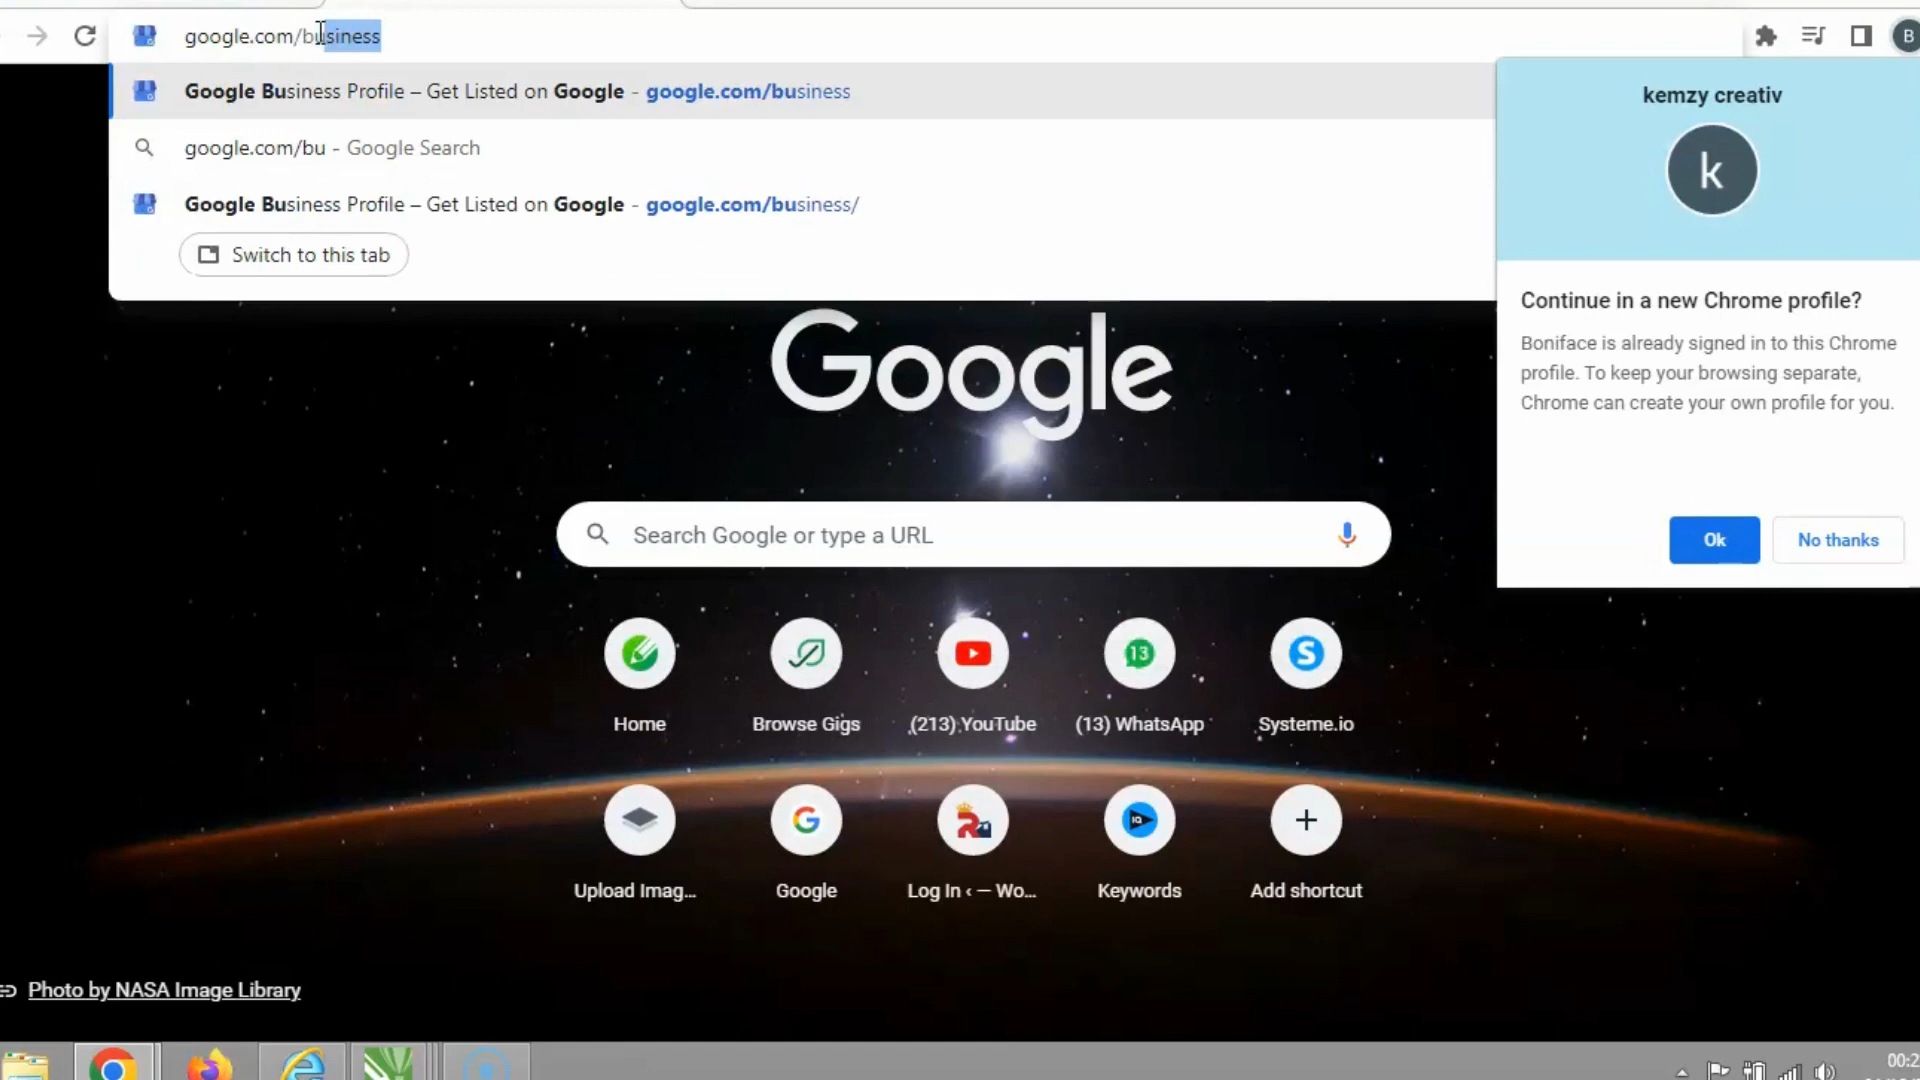 google.com/business
B
Google Business Profile – Get Listed on Google - google.com/business
google.com/bu - Google Search
Google Business Profile – Get Listed on Google - google.com/business/
Switch to this tab
kemzy creativ
k
Continue in a new Chrome profile?
Boniface is already signed in to this Chrome
profile. To keep your browsing separate,
Chrome can create your own profile for you.
Ok
No thanks
Google
Search Google or type a URL
13
S
Home
Browse Gigs
(213) YouTube
(13) WhatsApp
Systeme.io
G
IQ
Upload Imag...
Google
Log In ‹ — Wo...
Keywords
Add shortcut
Photo by NASA Image Library
00:2